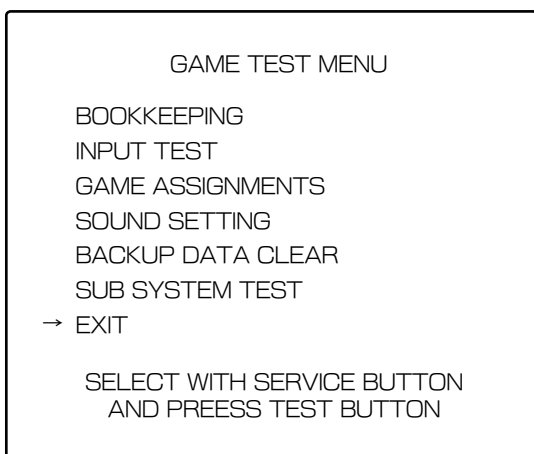 GAME TEST MENU
BOOKKEEPING
INPUT TEST
GAME ASSIGNMENTS
SOUND SETTING
BACKUP DATA CLEAR
SUB SYSTEM TEST
→ EXIT
SELECT WITH SERVICE BUTTON
AND PREESS TEST BUTTON